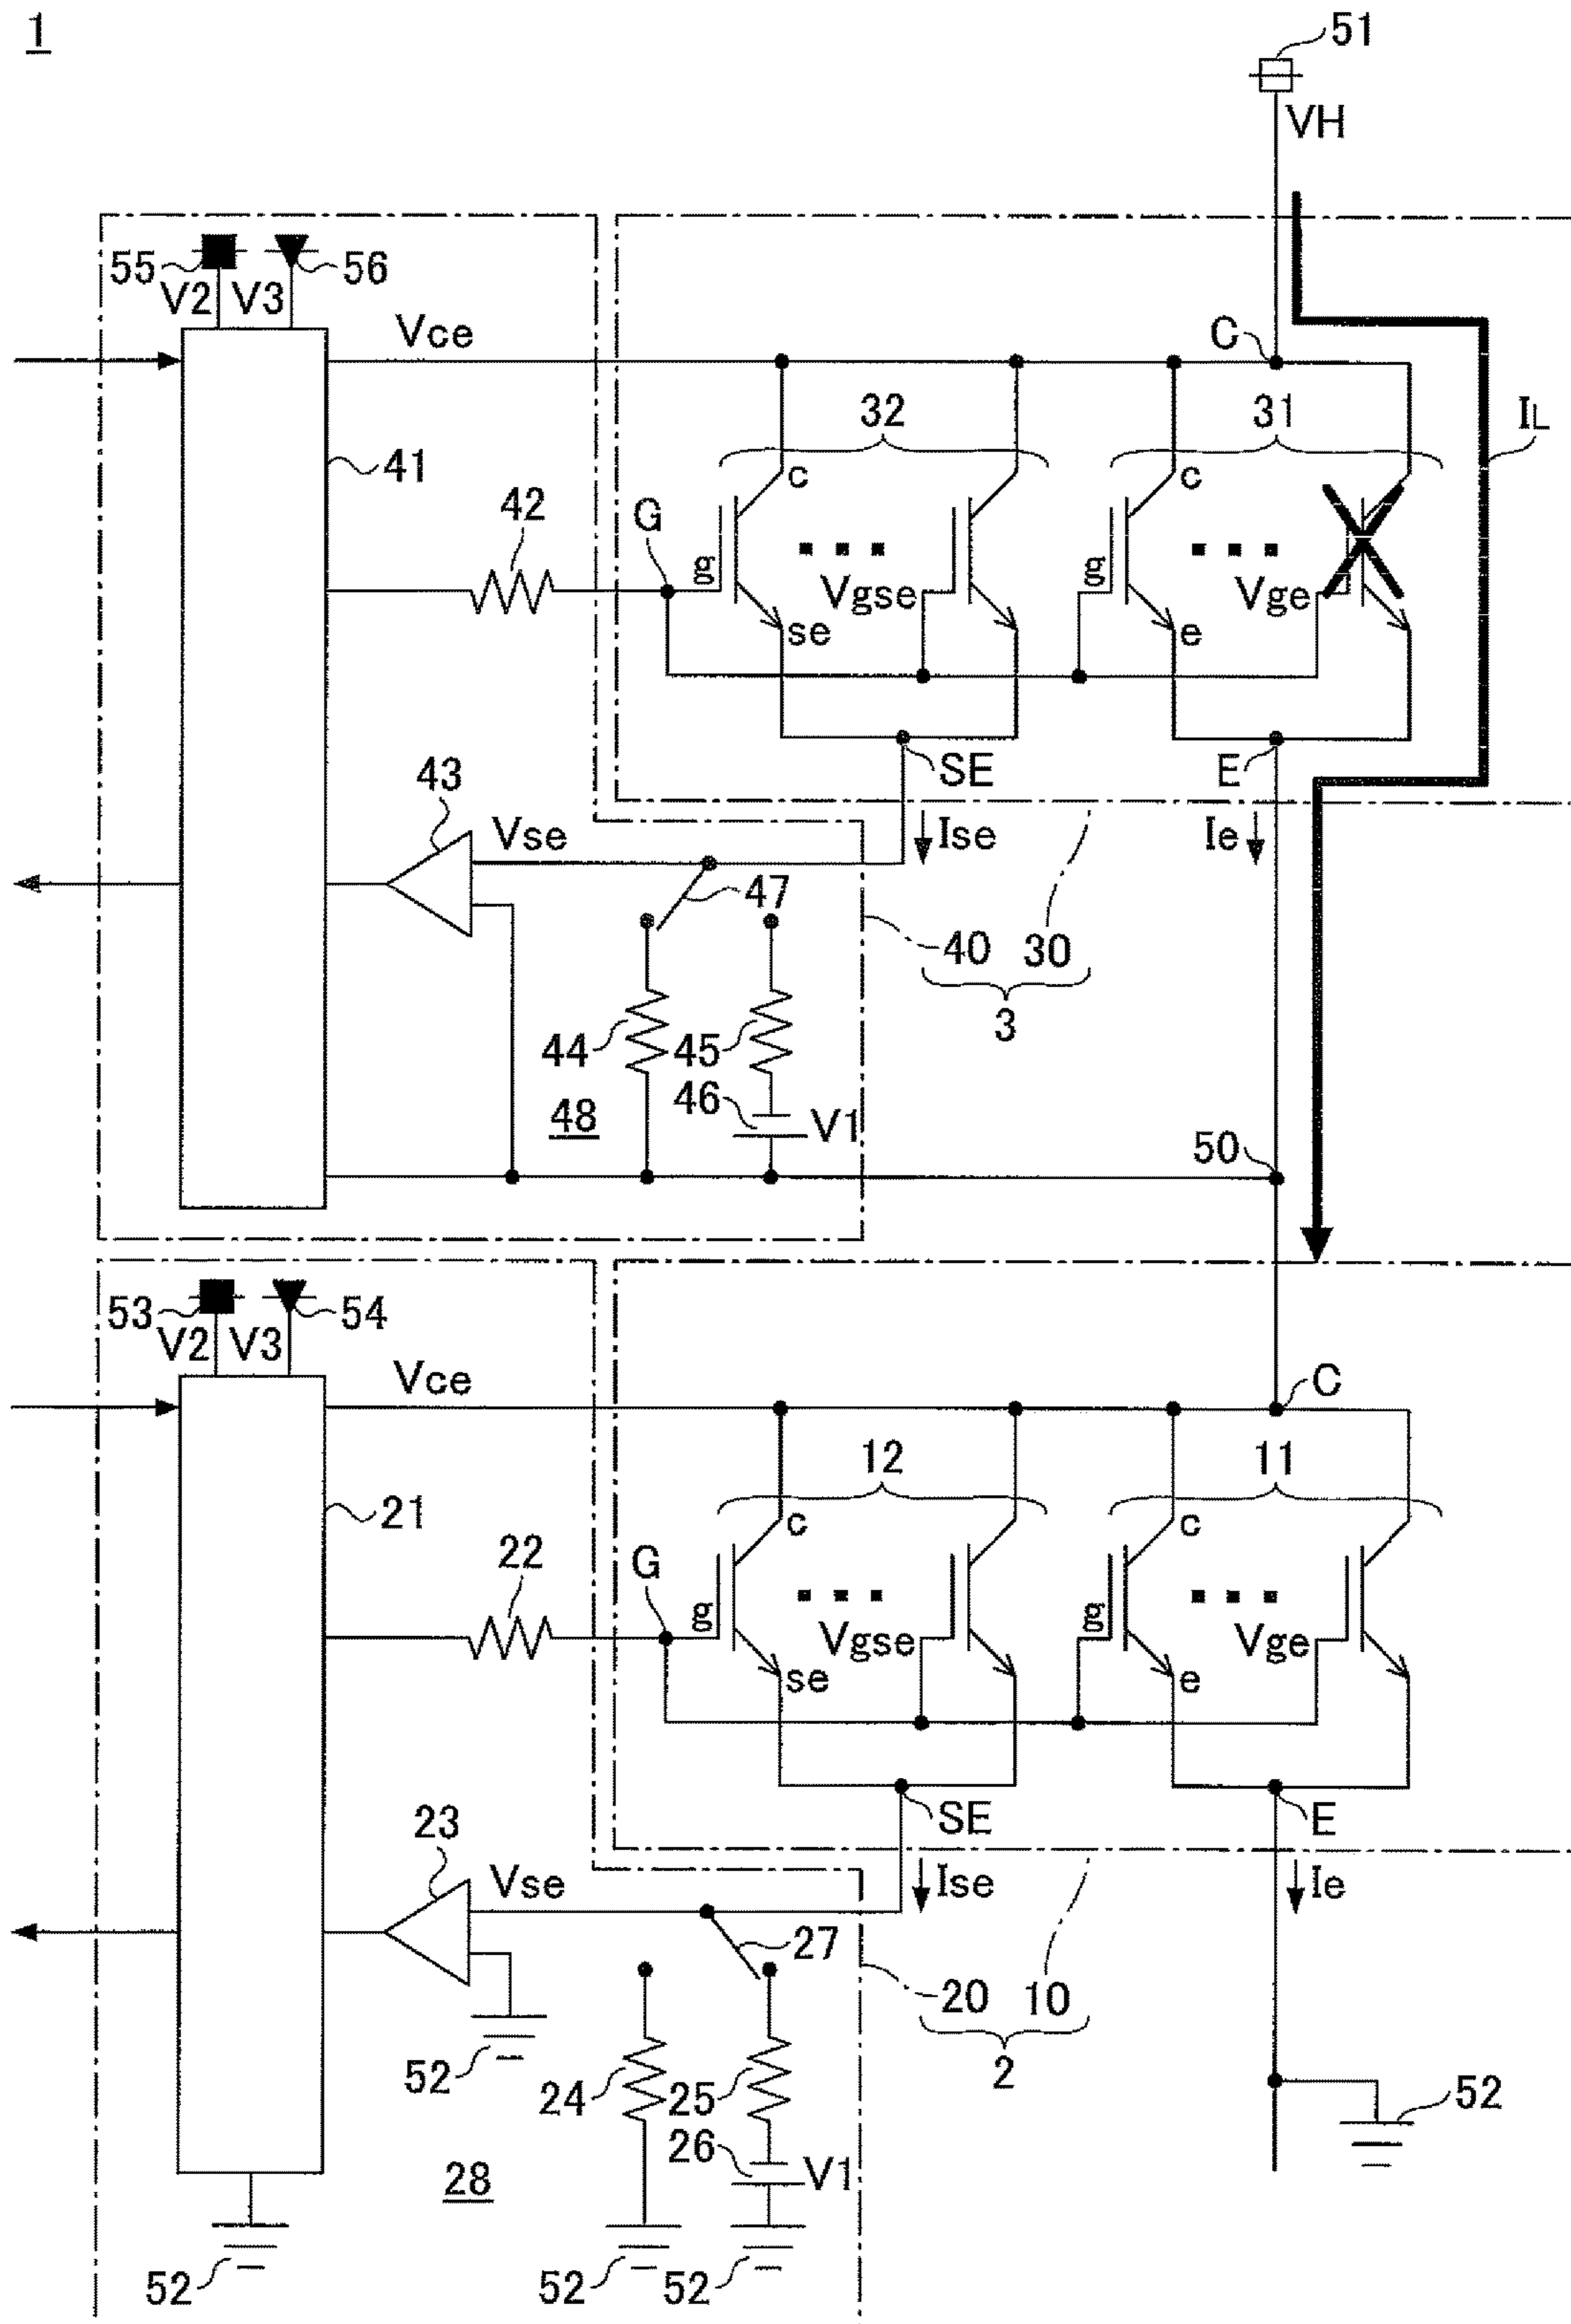 1
51
VH
55
56
V2 V3
Vce
C
32
31
IL
41
42
G
c
c
g
g
Vgse
Vge
se
e
43
SE
E
Vse
Ise
Ie
47
40 30
3
44
45
46
V1
48
50
53
54
V2 V3
Vce
C
12
11
21
22
G
c
c
g
g
Vgse
Vge
se
e
23
SE
E
Vse
Ise
Ie
27
20 10
2
52
24
25
26
V1
52
28
52
52
52